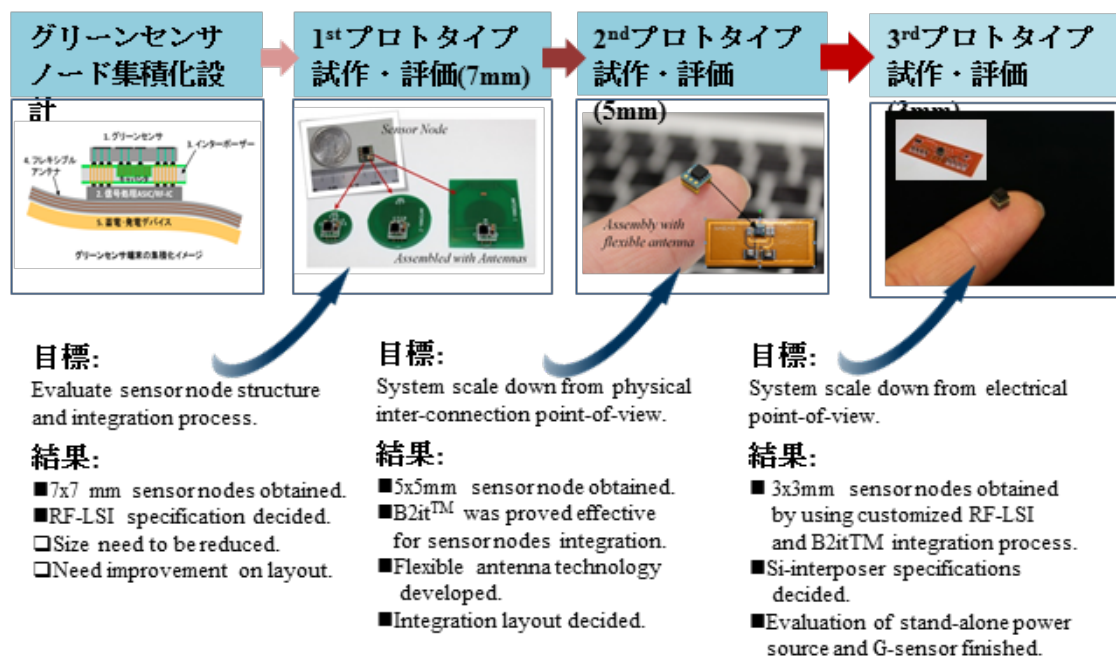 グリーンセンサ
ノード集積化設
計
1stプロトタイプ
試作・評価(7mm)
2ndプロトタイプ
試作・評価
(5mm)
3rdプロトタイプ
試作・評価
(3mm)
1. グリーンセンサ
3. インターポーザー
4. フレキシブル
アンテナ
2. 信号処理ASIC/RF-IC
5. 蓄電・発電デバイス
グリーンセンサ端末の集積化イメージ
Sensor Node
Assembled with Antennas
Assembly with
flexible antenna
目標:
Evaluate sensor node structure
and integration process.
結果:
■7x7 mm sensor nodes obtained.
■RF-LSI specification decided.
❑Size need to be reduced.
❑Need improvement on layout.
目標:
System scale down from physical
inter-connection point-of-view.
結果:
■5x5mm sensor node obtained.
■B2itTM was proved effective
for sensor nodes integration.
■Flexible antenna technology
developed.
■Integration layout decided.
目標:
System scale down from electrical
point-of-view.
結果:
■ 3x3mm sensor nodes obtained
by using customized RF-LSI
and B2itTM integration process.
■Si-interposer specifications
decided.
■Evaluation of stand-alone power
source and G-sensor finished.